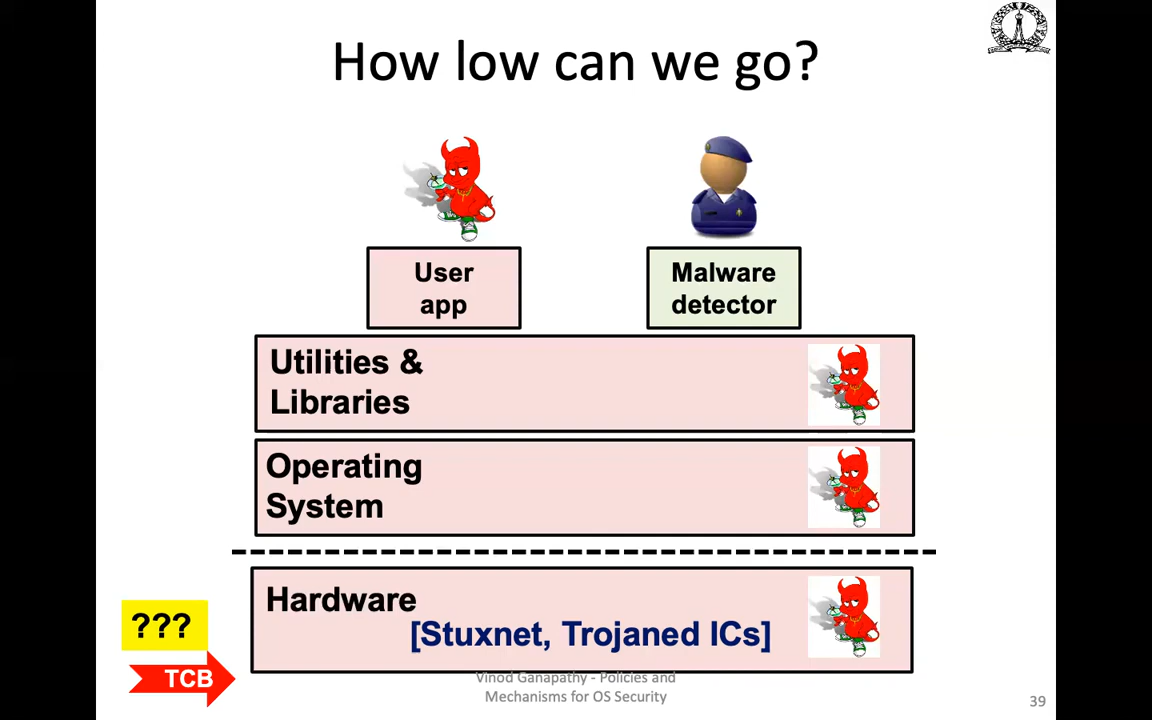 How low can we go?
User
app
Malware
detector
Utilities &
Libraries
Operating
System
Hardware
[Stuxnet, Trojaned ICs]
???
TCB
Vinod Ganapathy - Policies and
Mechanisms for OS Security
39